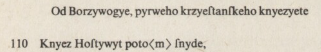 Od Borzywogye, pyrweho krzyeſtanſkeho knyezyete
110 Knyez Hoſtywyt poto⟨m⟩ ſnyde,